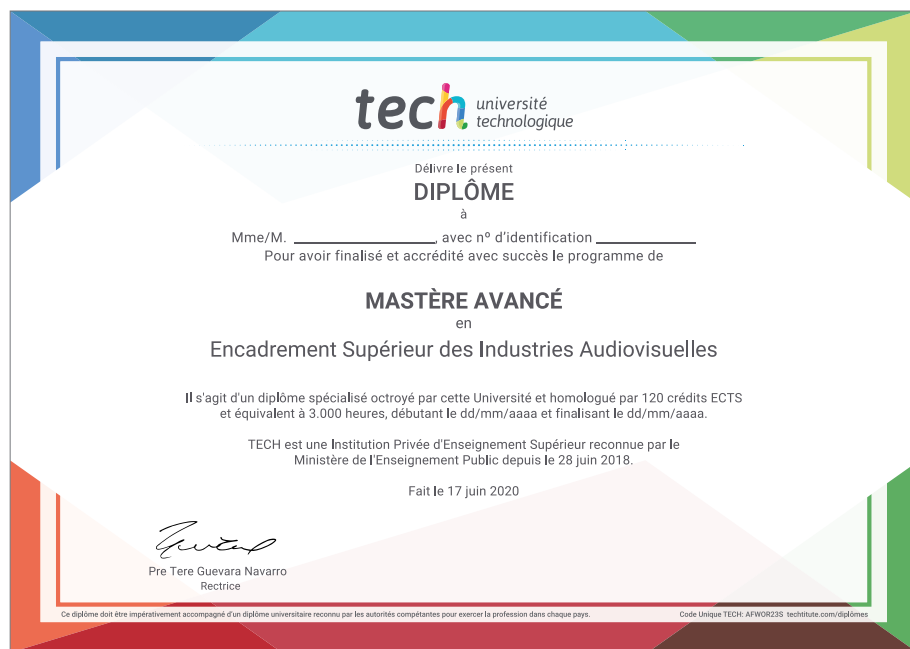 tech université
technologique
Délivre le présent
DIPLÔME
à
Mme/M. ________________, avec nº d'identification ____________
Pour avoir finalisé et accrédité avec succès le programme de
MASTÈRE AVANCÉ
en
Encadrement Supérieur des Industries Audiovisuelles
Il s'agit d'un diplôme spécialisé octroyé par cette Université et homologué par 120 crédits ECTS
et équivalent à 3.000 heures, débutant le dd/mm/aaaa et finalisant le dd/mm/aaaa.
TECH est une Institution Privée d'Enseignement Supérieur reconnue par le
Ministère de l'Enseignement Public depuis le 28 juin 2018.
Fait le 17 juin 2020
Pre Tere Guevara Navarro
Rectrice
Ce diplôme doit être impérativement accompagné d'un diplôme universitaire reconnu par les autorités compétentes pour exercer la profession dans chaque pays.
Code Unique TECH: AFWOR23S techtitute.com/diplômes